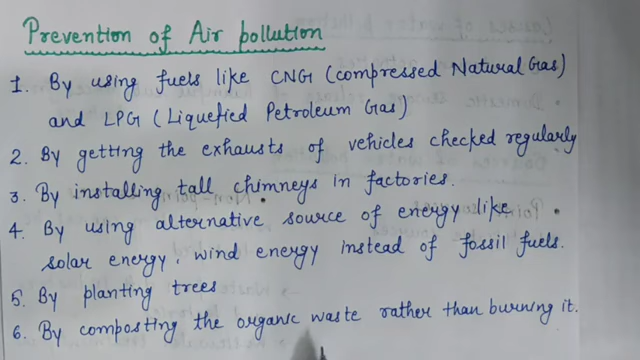 Prevention of Air pollution
1. By using fuels like CNG (compressed Natural Gas)
and LPG (Liquefied Petroleum Gas)
2. By getting the exhausts of vehicles checked regularly
3. By installing tall chimneys in factories.
4. By using alternative source of energy like
solar energy, wind energy instead of fossil fuels.
5. By planting trees
6. By composting the organic waste rather than burning it.